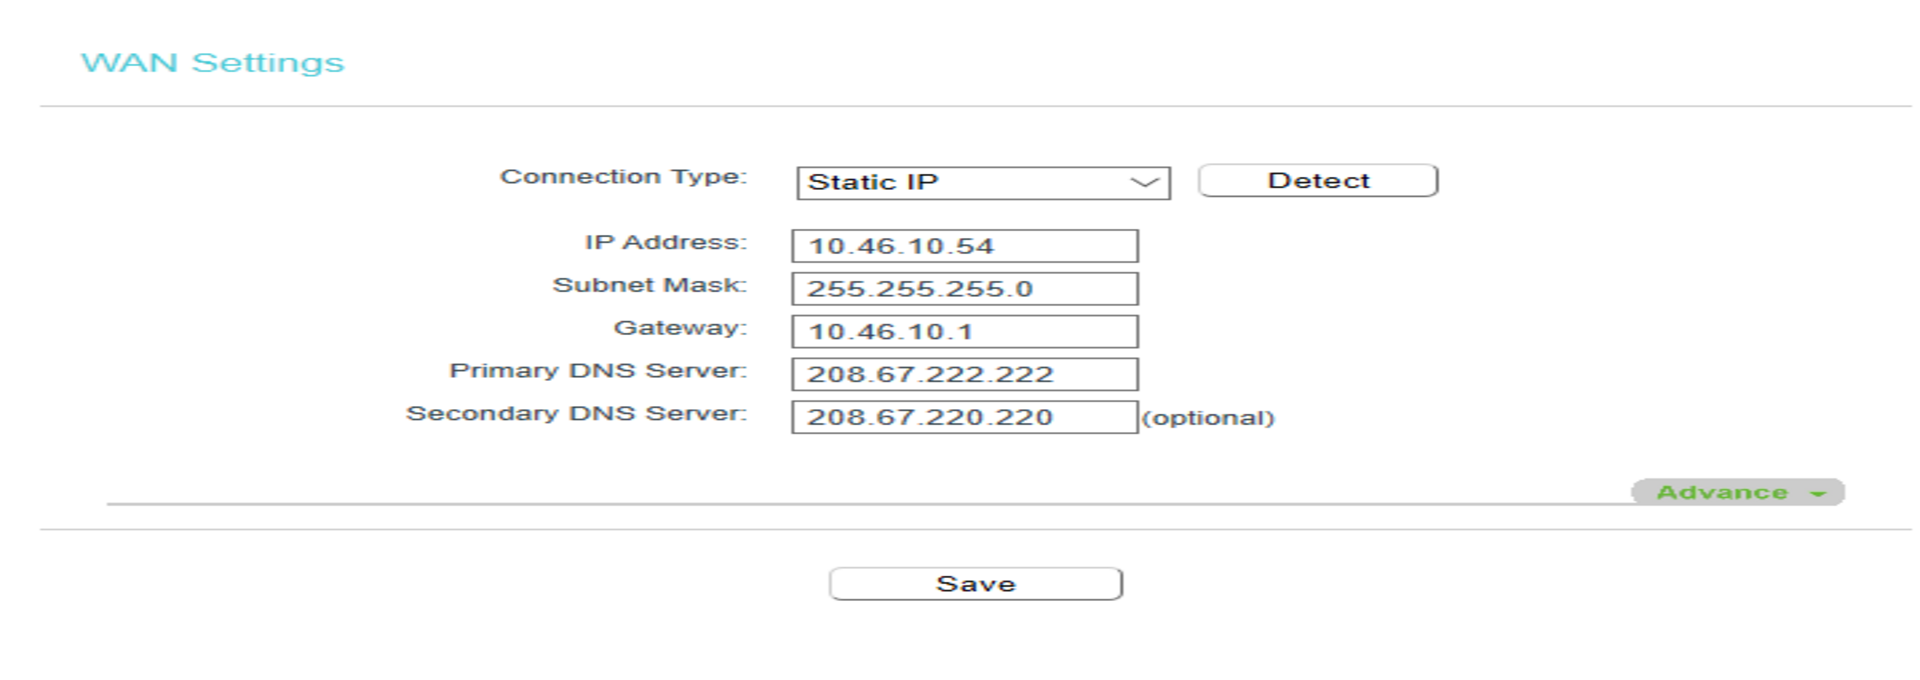 WAN Settings
Connection Type: Static IP Detect
IP Address: 10.46.10.54
Subnet Mask: 255.255.255.0
Gateway: 10.46.10.1
Primary DNS Server: 208.67.222.222
Secondary DNS Server: 208.67.220.220 (optional)
Advance
Save